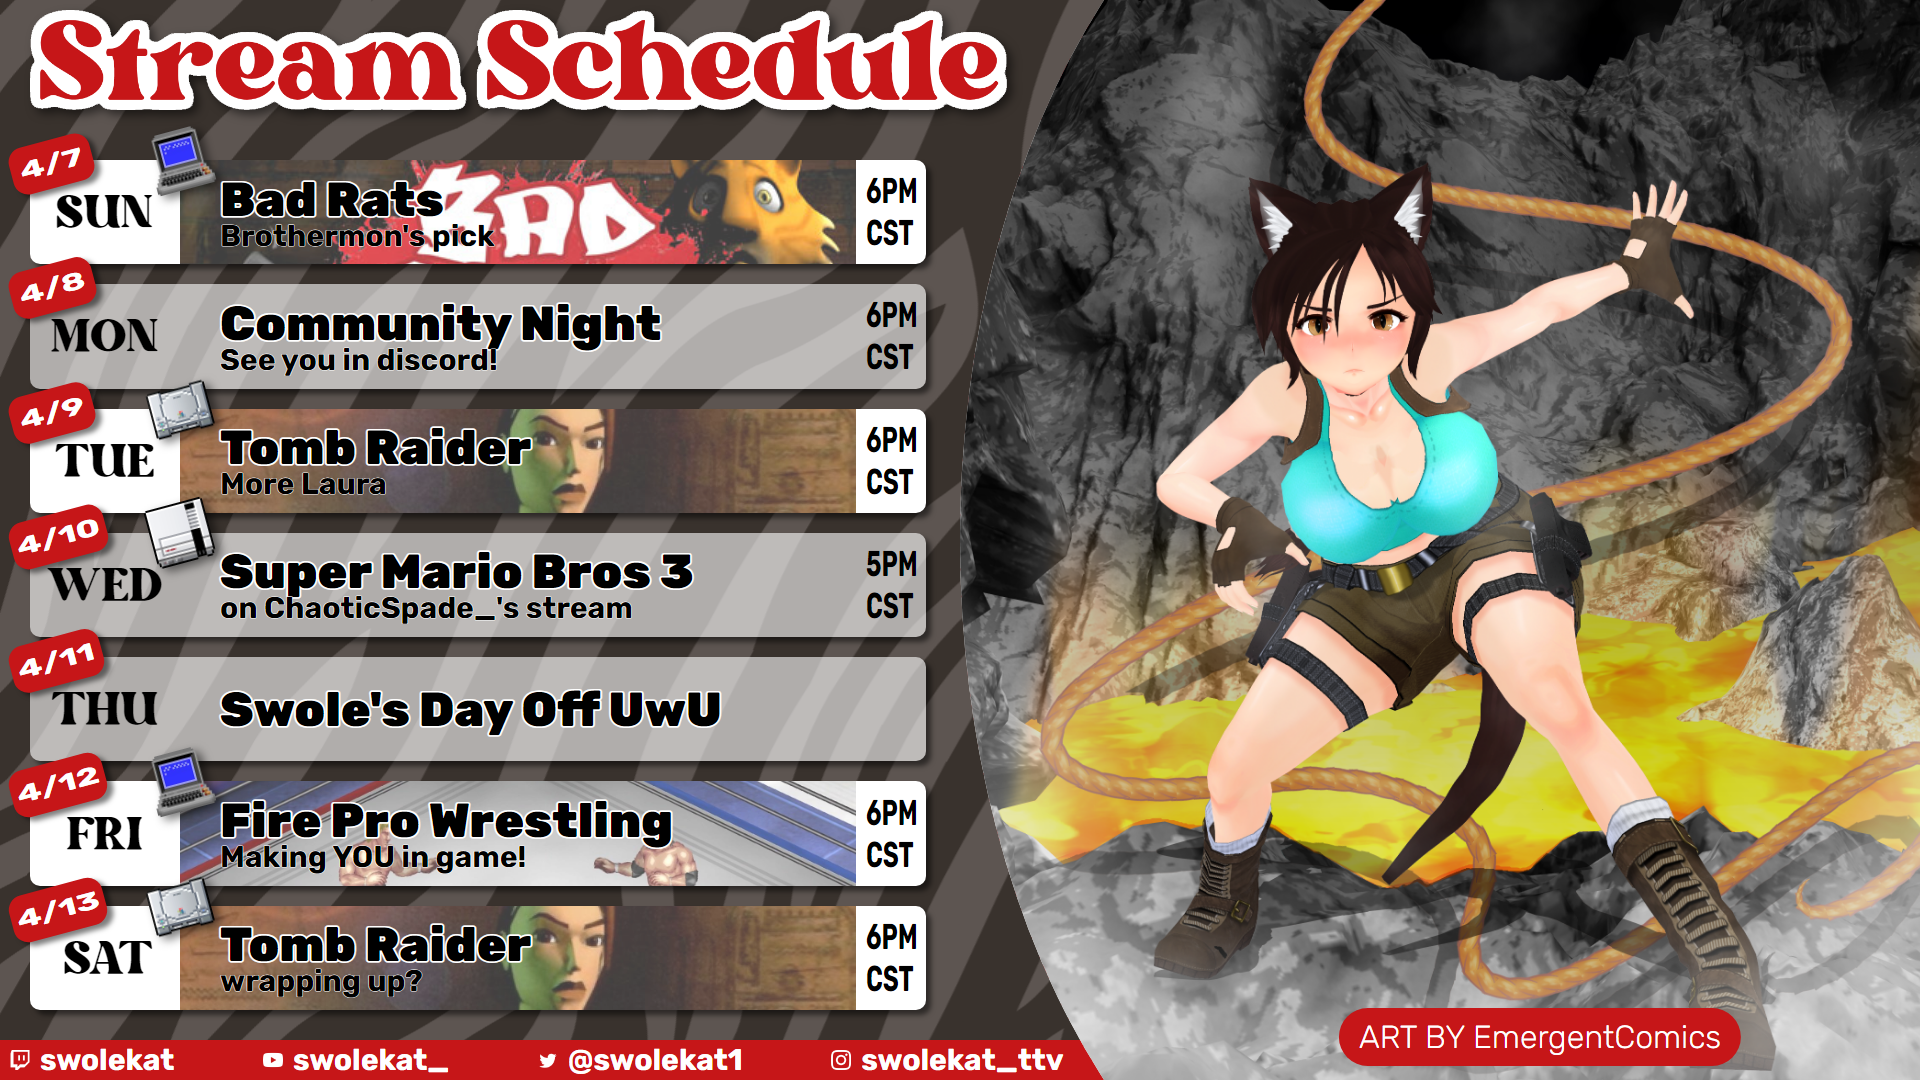 Stream Schedule
4/7
SUN
Bad Rats
Brothermon's pick
BAD
6PM
CST
4/8
MON
Community Night
See you in discord!
6PM
CST
4/9
TUE
Tomb Raider
More Laura
6PM
CST
4/10
WED
Super Mario Bros 3
on ChaoticSpade_'s stream
5PM
CST
4/11
THU
Swole's Day Off UwU
4/12
FRI
Fire Pro Wrestling
Making YOU in game!
6PM
CST
4/13
SAT
Tomb Raider
wrapping up?
6PM
CST
swolekat
swolekat_
@swolekat1
swolekat_ttv
ART BY EmergentComics